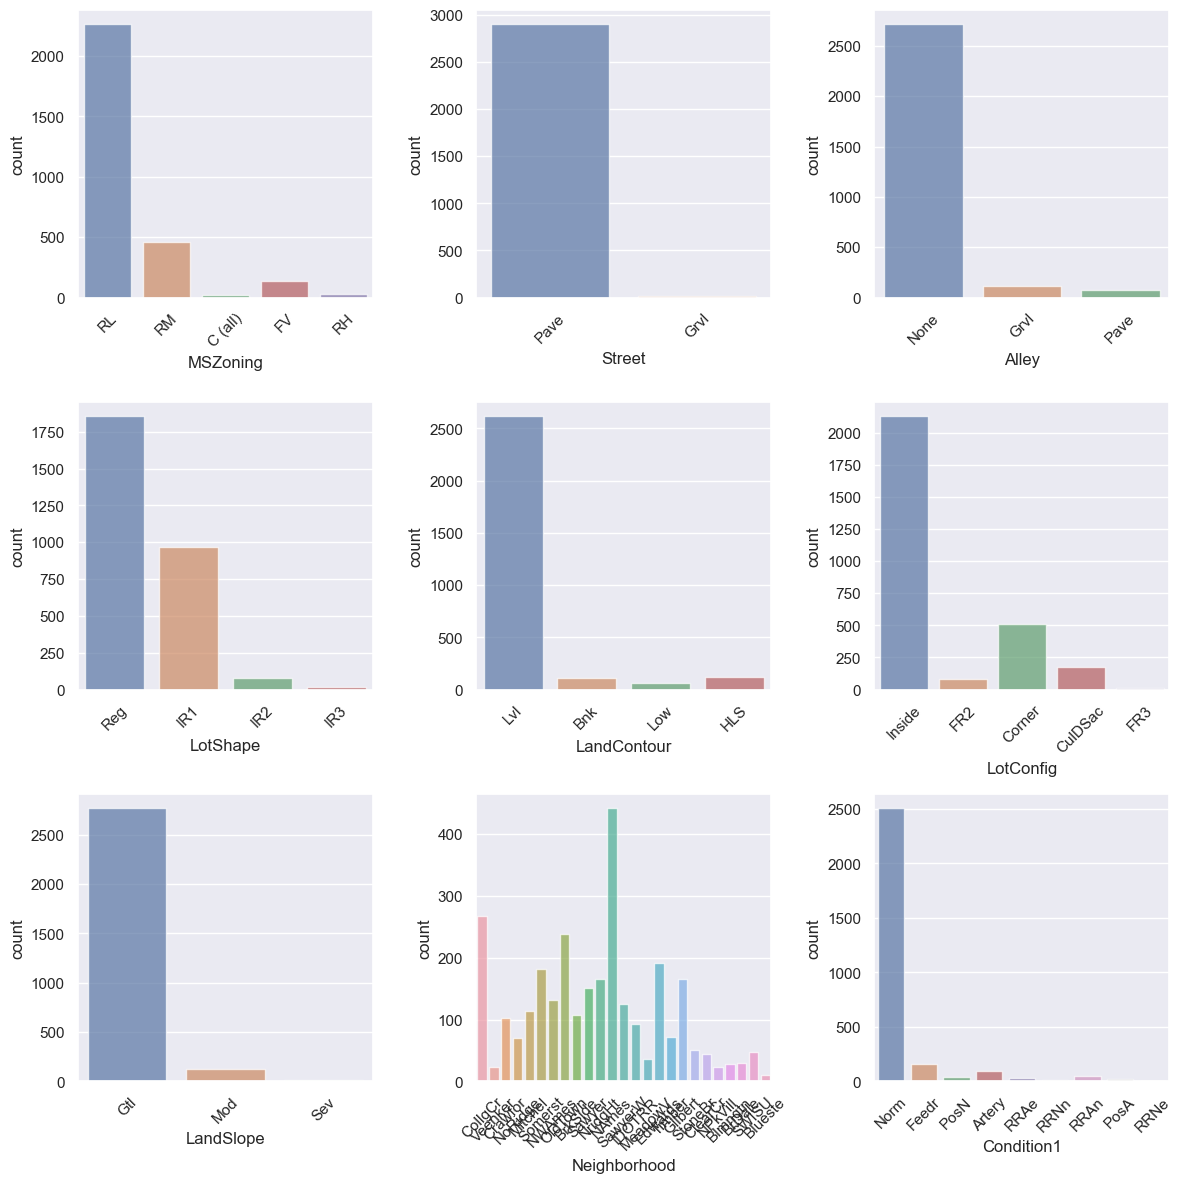 2000
1500
1000
500
0
count
RL
RM
C (all)
FV
RH
MSZoning
3000
2500
2000
1500
1000
500
0
count
Pave
Grvl
Street
2500
2000
1500
1000
500
0
count
None
Grvl
Pave
Alley
1750
1500
1250
1000
750
500
250
0
count
Reg
IR1
IR2
IR3
LotShape
2500
2000
1500
1000
500
0
count
Lvl
Bnk
Low
HLS
LandContour
2000
1750
1500
1250
1000
750
500
250
0
count
Inside
FR2
Corner
CulDSac
FR3
LotConfig
2500
2000
1500
1000
500
0
count
Gtl
Mod
Sev
LandSlope
400
300
200
100
0
count
CollgCr
Veenker
Crawfor
Somerst
Blueste
Neighborhood
2500
2000
1500
1000
500
0
count
Norm
Feedr
PosN
Artery
RRAe
RRNn
RRAn
PosA
RRNe
Condition1